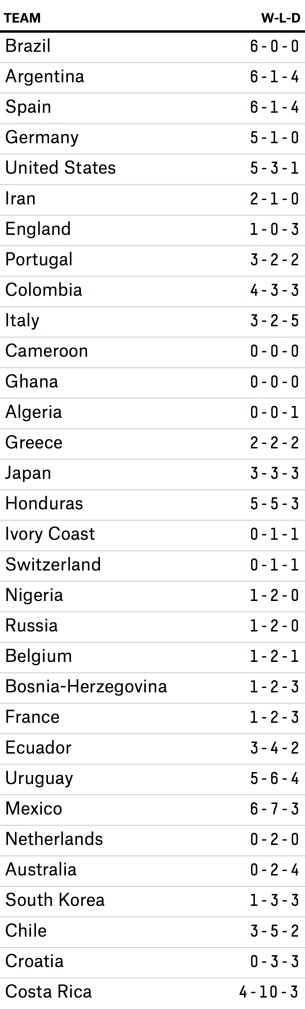 TEAM W-L-D
Brazil 6-0-0
Argentina 6-1-4
Spain 6-1-4
Germany 5-1-0
United States 5-3-1
Iran 2-1-0
England 1-0-3
Portugal 3-2-2
Colombia 4-3-3
Italy 3-2-5
Cameroon 0-0-0
Ghana 0-0-0
Algeria 0-0-1
Greece 2-2-2
Japan 3-3-3
Honduras 5-5-3
Ivory Coast 0-1-1
Switzerland 0-1-1
Nigeria 1-2-0
Russia 1-2-0
Belgium 1-2-1
Bosnia-Herzegovina 1-2-3
France 1-2-3
Ecuador 3-4-2
Uruguay 5-6-4
Mexico 6-7-3
Netherlands 0-2-0
Australia 0-2-4
South Korea 1-3-3
Chile 3-5-2
Croatia 0-3-3
Costa Rica 4-10-3